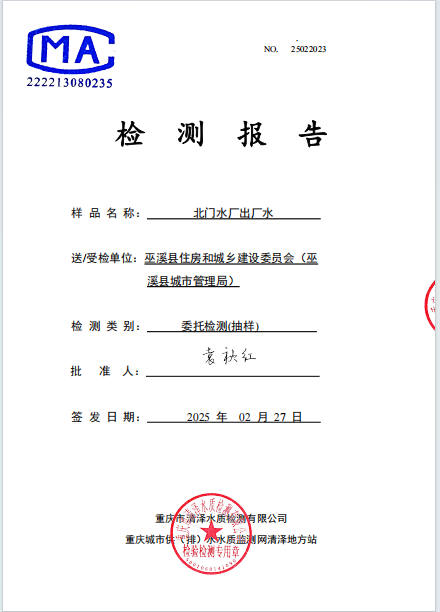 MA
222213080235
NO. 25022023
检 测 报 告
样 品 名 称： 北门水厂出厂水
送/受检单位： 巫溪县住房和城乡建设委员会（巫
溪县城市管理局）
检 测 类 别： 委托检测(抽样)
批 准 人：
签 发 日 期： 2025 年 02 月 27 日
重庆市清泽水质检测有限公司
重庆城市供（排）水水质监测网清泽地方站
检验检测专用章